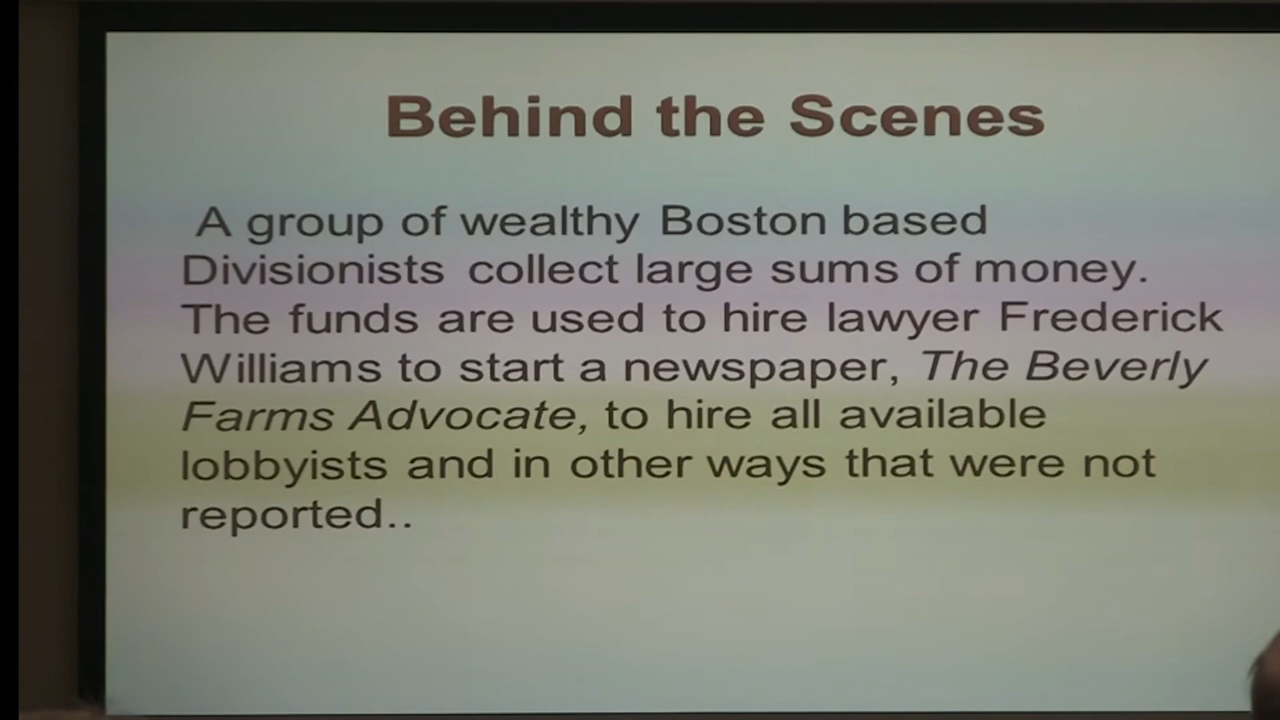 Behind the Scenes
A group of wealthy Boston based
Divisionists collect large sums of money.
The funds are used to hire lawyer Frederick
Williams to start a newspaper, The Beverly
Farms Advocate, to hire all available
lobbyists and in other ways that were not
reported..